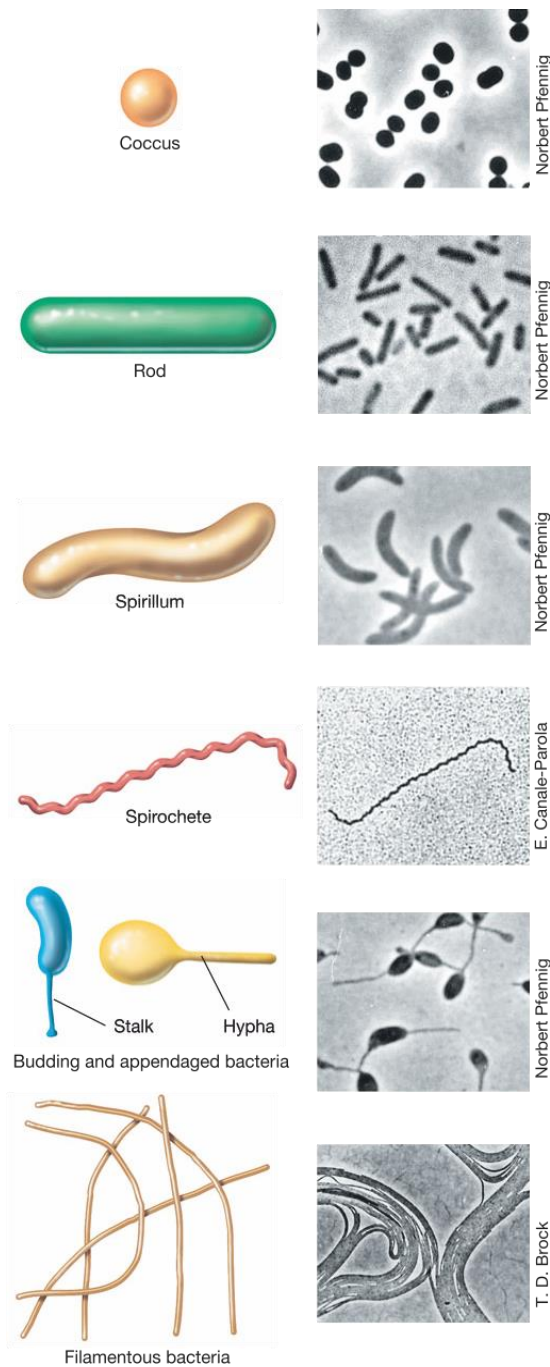 Coccus
Norbert Pfennig
Rod
Norbert Pfennig
Spirillum
Norbert Pfennig
Spirochete
E. Canale-Parola
Stalk
Hypha
Budding and appendaged bacteria
Norbert Pfennig
Filamentous bacteria
T. D. Brock